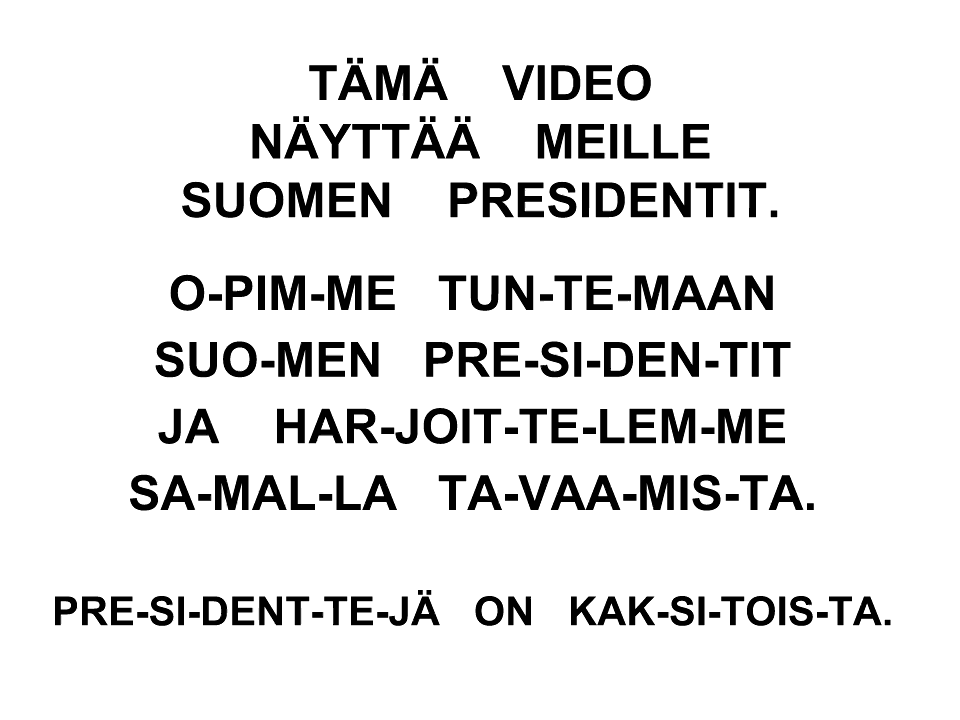 TÄMÄ VIDEO
NÄYTTÄÄ MEILLE
SUOMEN PRESIDENTIT.
O-PIM-ME TUN-TE-MAAN
SUO-MEN PRE-SI-DEN-TIT
JA HAR-JOIT-TE-LEM-ME
SA-MAL-LA TA-VAA-MIS-TA.
PRE-SI-DENT-TE-JÄ ON KAK-SI-TOIS-TA.